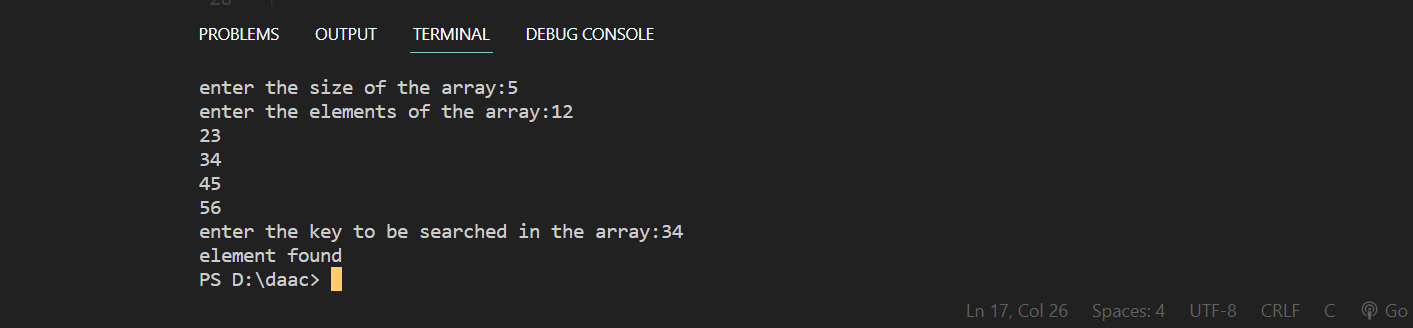 28
PROBLEMS OUTPUT TERMINAL DEBUG CONSOLE
enter the size of the array:5
enter the elements of the array:12
23
34
45
56
enter the key to be searched in the array:34
element found
PS D:\daac>
Ln 17, Col 26 Spaces: 4 UTF-8 CRLF C Go